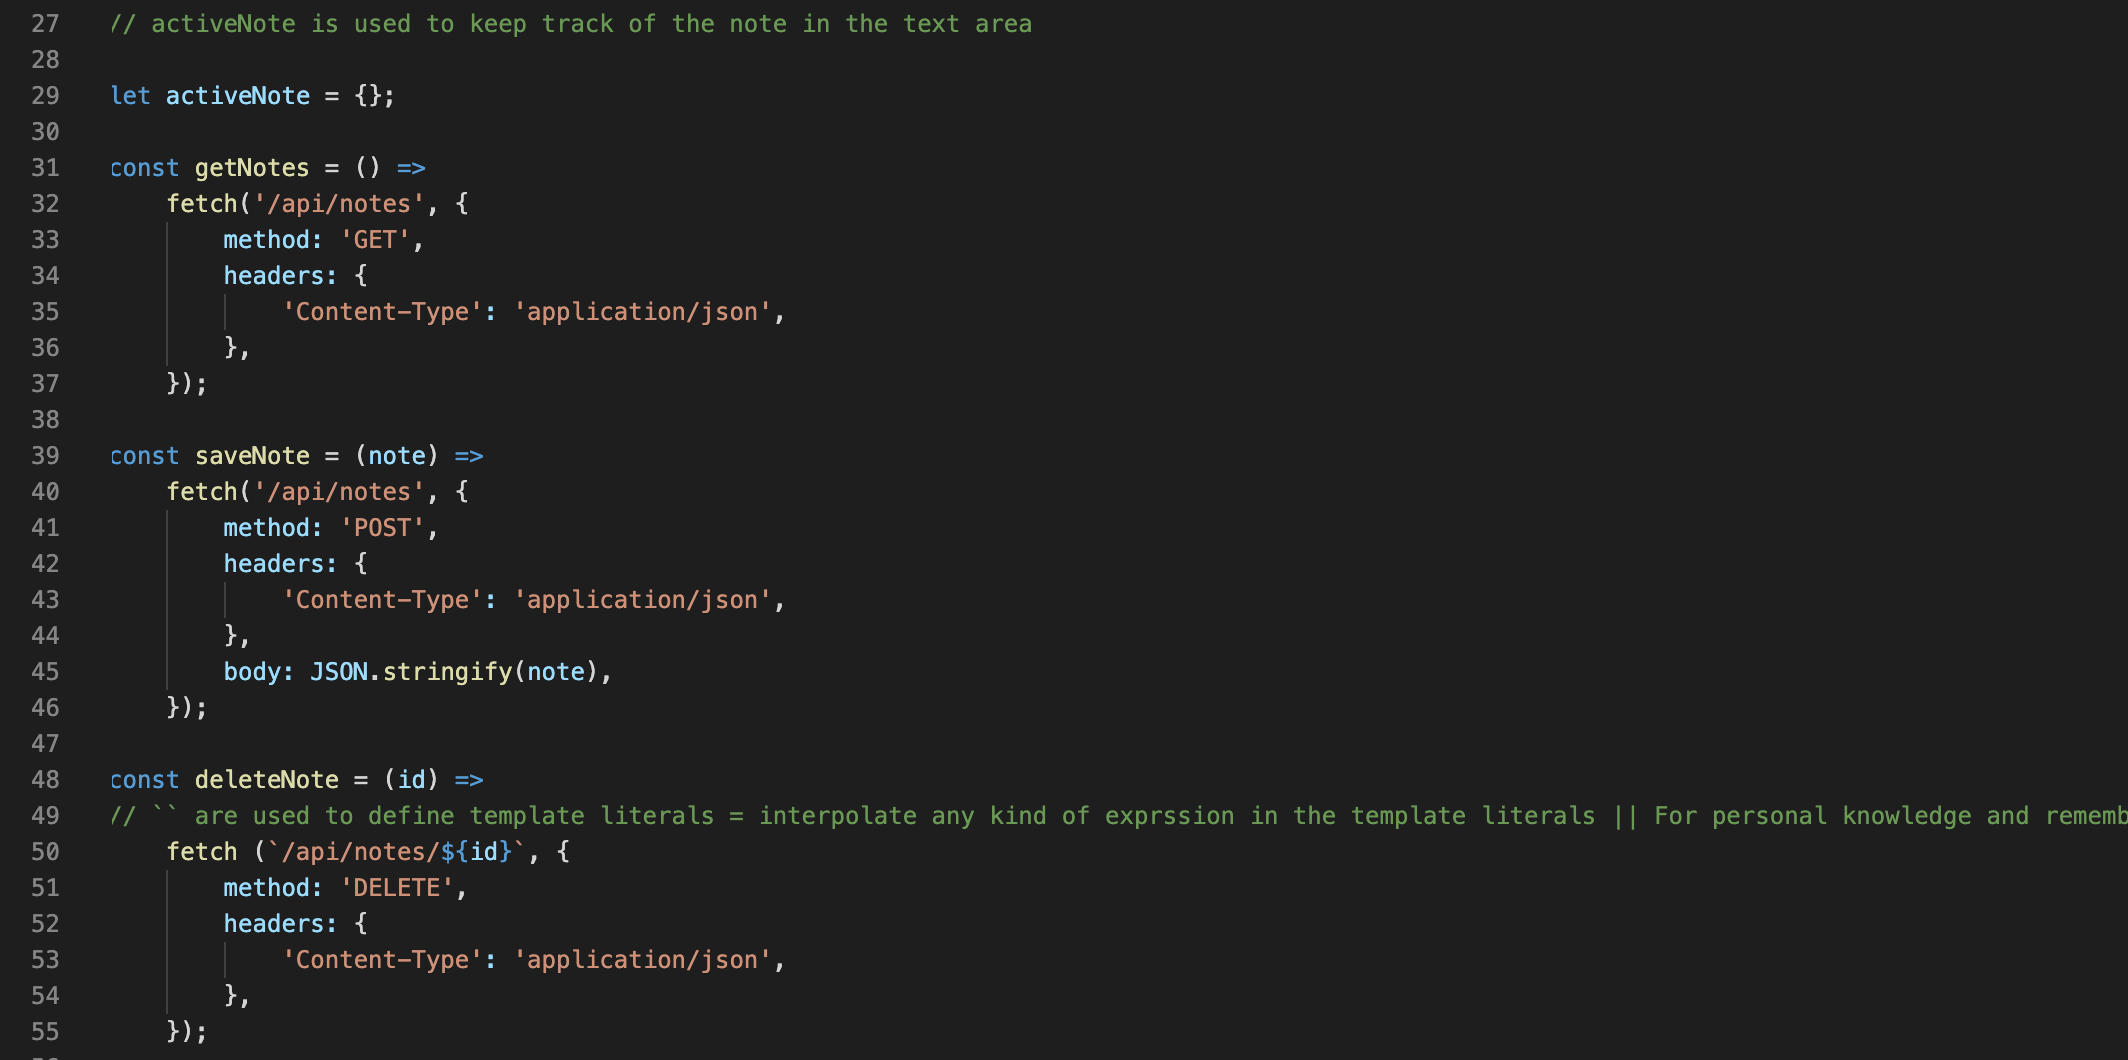 27 // activeNote is used to keep track of the note in the text area
28
29 let activeNote = {};
30
31 const getNotes = () =>
32     fetch('/api/notes', {
33         method: 'GET',
34         headers: {
35             'Content-Type': 'application/json',
36         },
37     });
38
39 const saveNote = (note) =>
40     fetch('/api/notes', {
41         method: 'POST',
42         headers: {
43             'Content-Type': 'application/json',
44         },
45         body: JSON.stringify(note),
46     });
47
48 const deleteNote = (id) =>
49 // `` are used to define template literals = interpolate any kind of exprssion in the template literals || For personal knowledge and rememb
50     fetch (`/api/notes/${id}`, {
51         method: 'DELETE',
52         headers: {
53             'Content-Type': 'application/json',
54         },
55     });